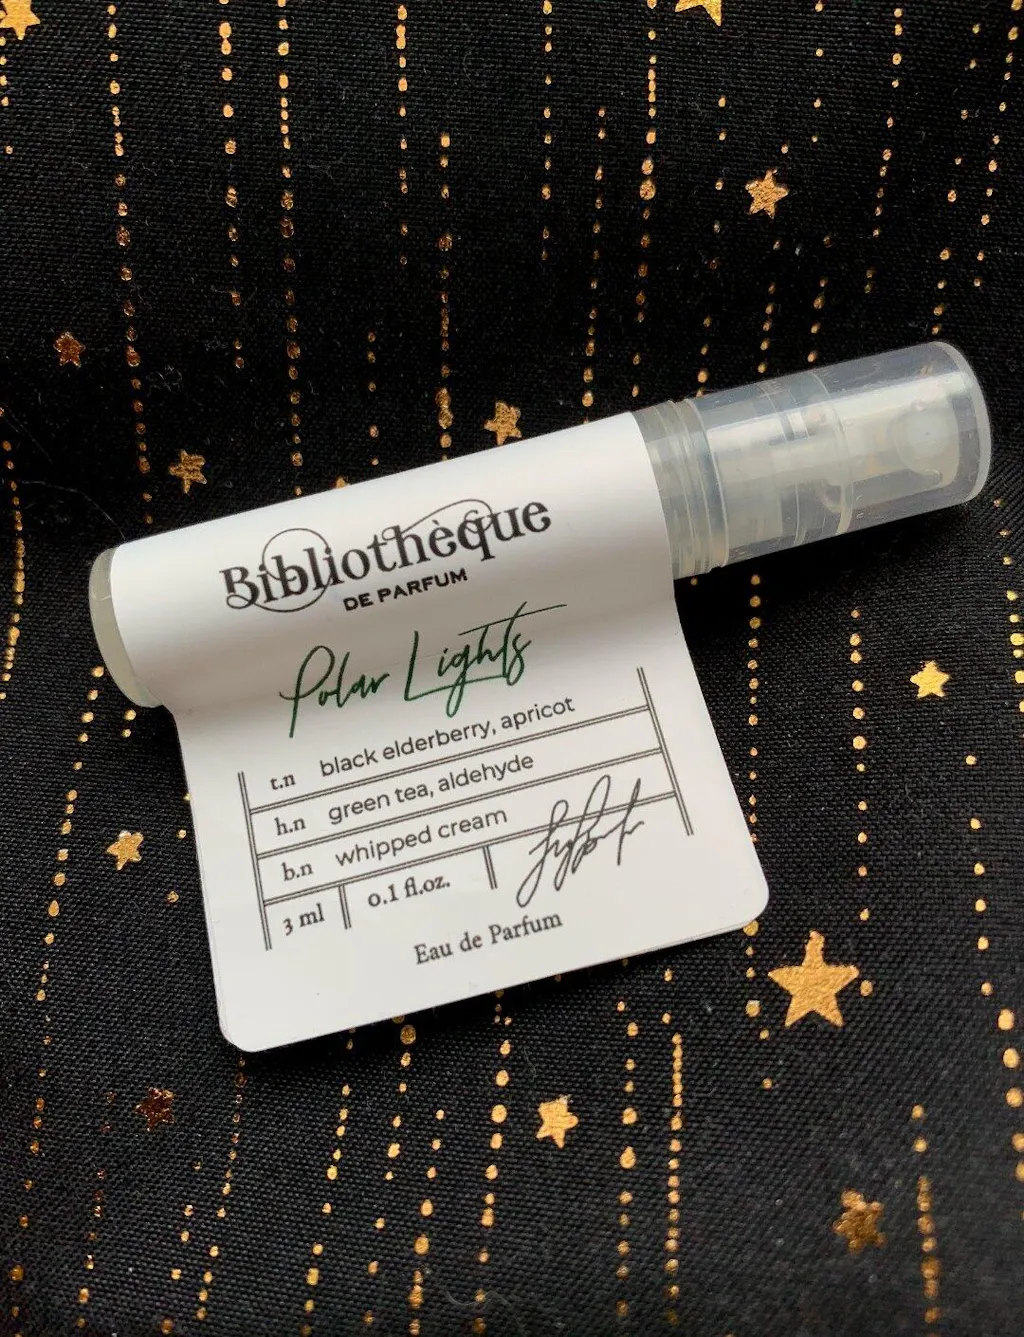 Bibliothèque
DE PARFUM
Polar Lights
t.n black elderberry, apricot
h.n green tea, aldehyde
b.n whipped cream
3 ml 0.1 fl.oz.
Eau de Parfum